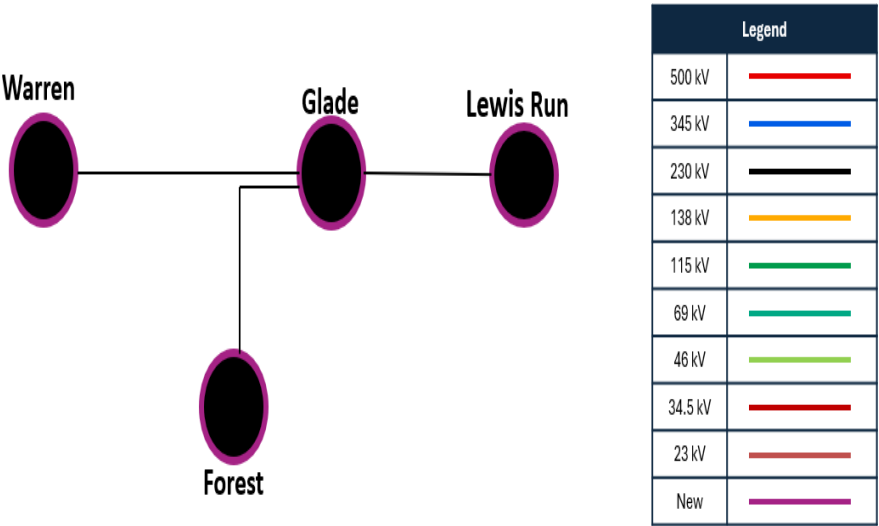 Warren
Glade
Lewis Run
Forest
Legend
500 kV
345 kV
230 kV
138 kV
115 kV
69 kV
46 kV
34.5 kV
23 kV
New